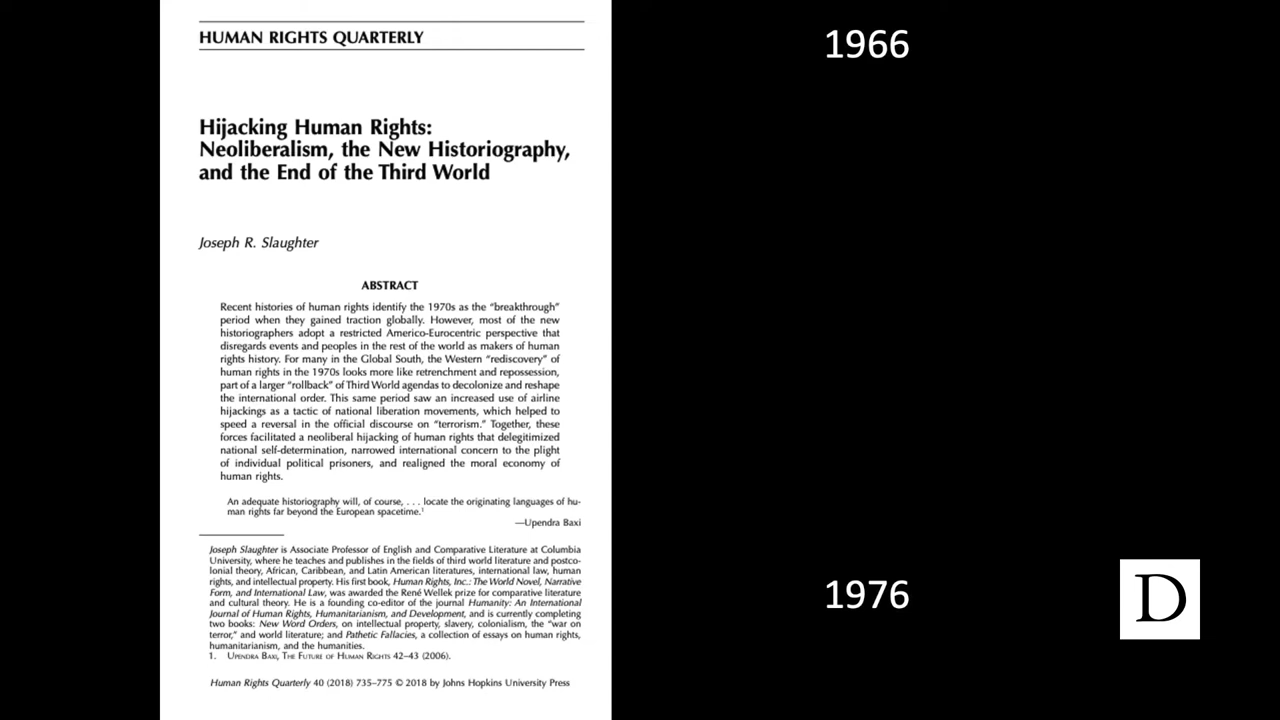 HUMAN RIGHTS QUARTERLY
Hijacking Human Rights:
Neoliberalism, the New Historiography,
and the End of the Third World
Joseph R. Slaughter
ABSTRACT
Recent histories of human rights identify the 1970s as the “breakthrough”
period when they gained traction globally. However, most of the new
historiographers adopt a restricted Americo-Eurocentric perspective that
disregards events and peoples in the rest of the world as makers of human
rights history. For many in the Global South, the Western “rediscovery” of
human rights in the 1970s looks more like retrenchment and repossession,
part of a larger “rollback” of Third World agendas to decolonize and reshape
the international order. This same period saw an increased use of airline
hijackings as a tactic of national liberation movements, which helped to
speed a reversal in the official discourse on “terrorism.” Together, these
forces facilitated a neoliberal hijacking of human rights that delegitimized
national self-determination, narrowed international concern to the plight
of individual political prisoners, and realigned the moral economy of
human rights.
An adequate historiography will, of course, . . . locate the originating languages of hu-
man rights far beyond the European spacetime.1
—Upendra Baxi
Joseph Slaughter is Associate Professor of English and Comparative Literature at Columbia
University, where he teaches and publishes in the fields of third world literature and postco-
lonial theory, African, Caribbean, and Latin American literatures, international law, human
rights, and intellectual property. His first book, Human Rights, Inc.: The World Novel, Narrative
Form, and International Law, was awarded the René Wellek prize for comparative literature
and cultural theory. He is a founding co-editor of the journal Humanity: An International
Journal of Human Rights, Humanitarianism, and Development, and is currently completing
two books: New Word Orders, on intellectual property, slavery, colonialism, the “war on
terror,” and world literature; and Pathetic Fallacies, a collection of essays on human rights,
humanitarianism, and the humanities.
1. UPENDRA BAXI, THE FUTURE OF HUMAN RIGHTS 42–43 (2006).
Human Rights Quarterly 40 (2018) 735–775 © 2018 by Johns Hopkins University Press
1966
1976
D